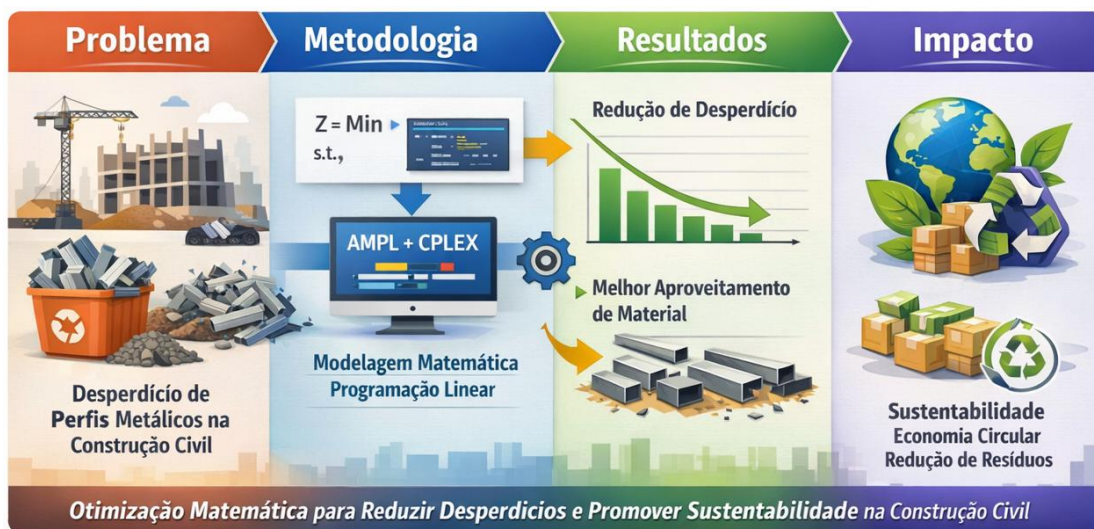 Problema
Metodologia
Resultados
Impacto
Z = Min
s.t.,
AMPL + CPLEX
Modelagem Matemática
Programação Linear
Redução de Desperdício
Melhor Aproveitamento
de Material
Desperdício de
Perfis Metálicos na
Construção Civil
Sustentabilidade
Economia Circular
Redução de Resíduos
Otimização Matemática para Reduzir Desperdicios e Promover Sustentabilidade na Construção Civil